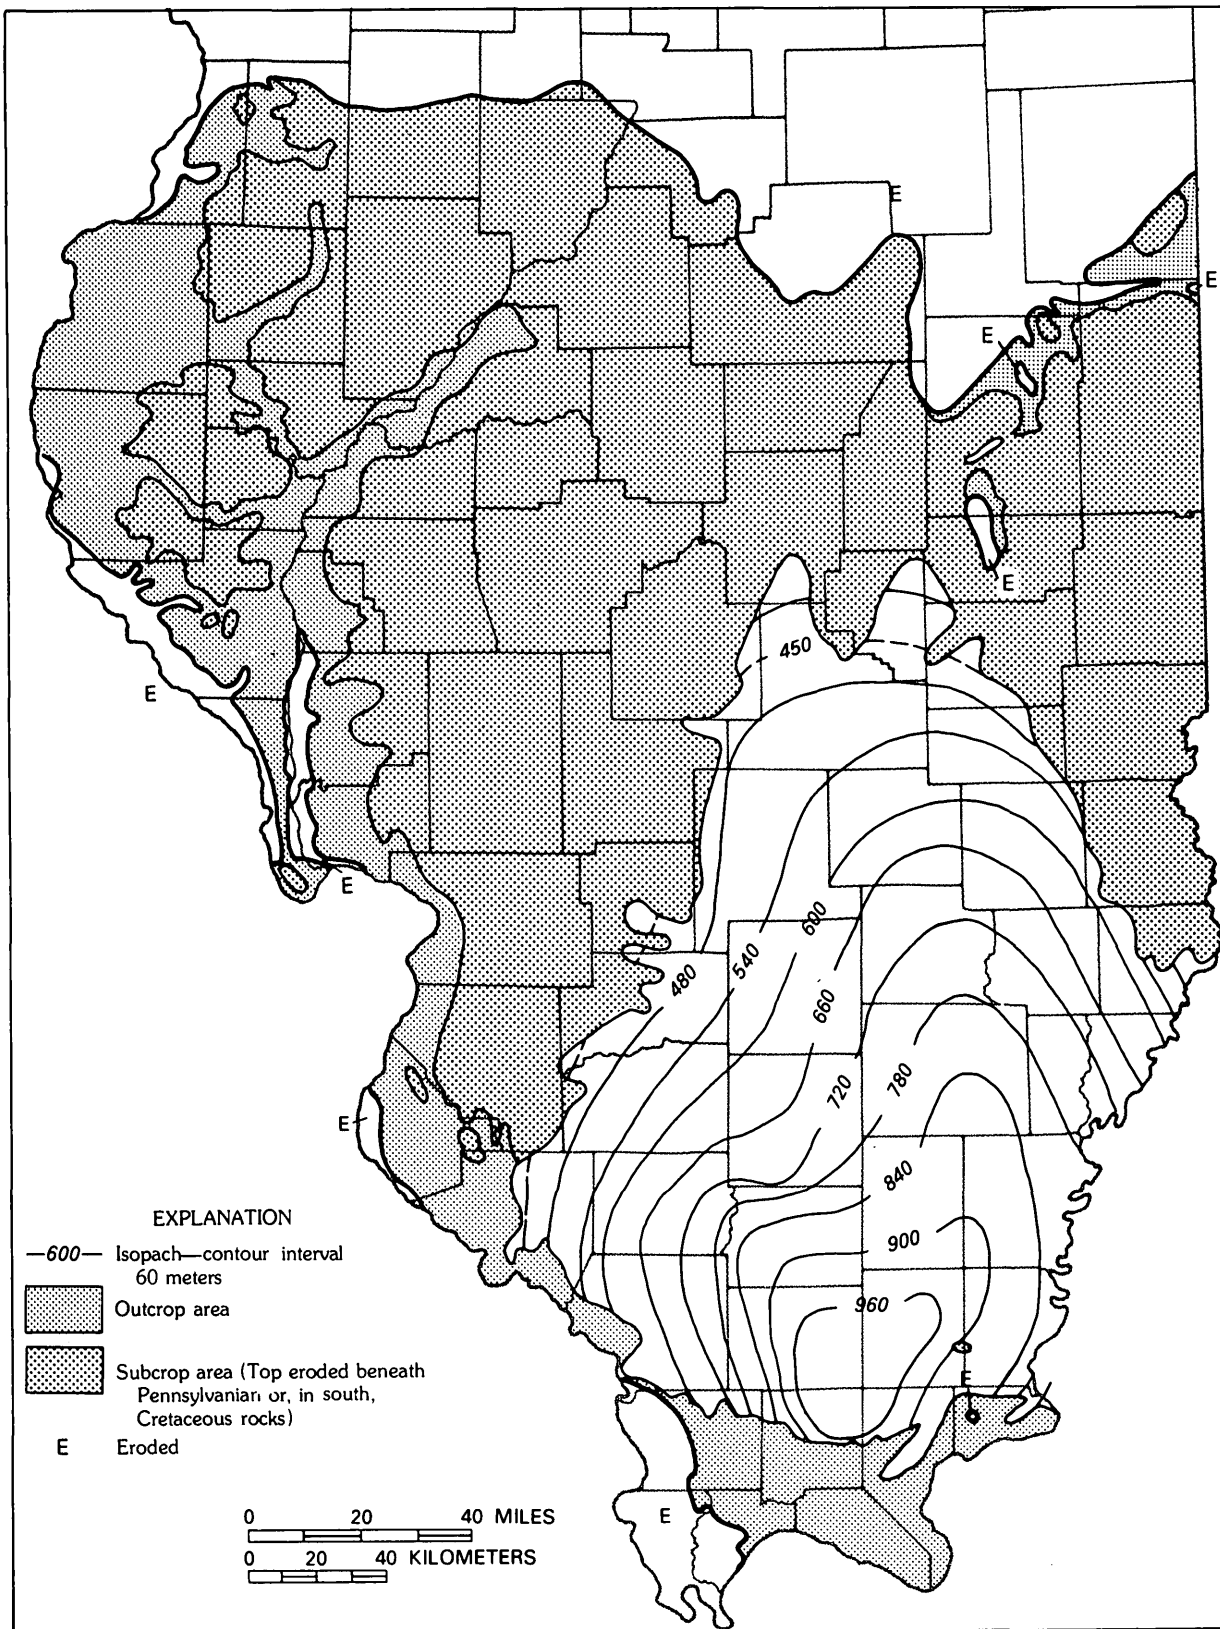 E
E
E
E
450
E
E
600
540
480
660
720
780
E
840
EXPLANATION
—600— Isopach—contour interval
60 meters
900
Outcrop area
960
Subcrop area (Top eroded beneath
Pennsylvanian or, in south,
Cretaceous rocks)
E
E Eroded
0 20 40 MILES
E
0 20 40 KILOMETERS